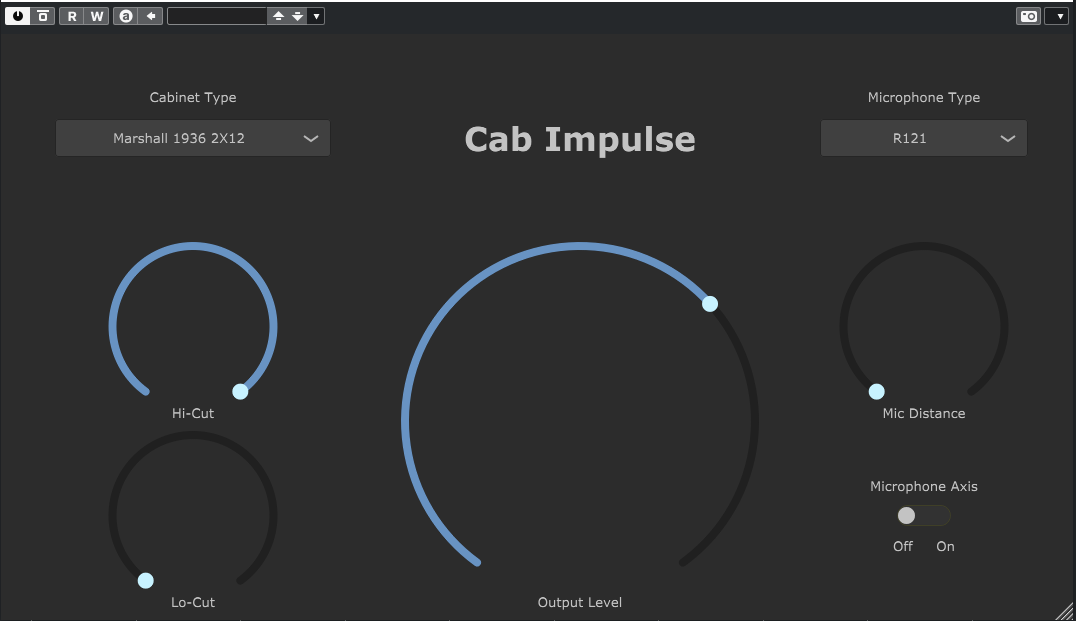 R W a
Cabinet Type
Microphone Type
Marshall 1936 2X12
Cab Impulse
R121
Hi-Cut
Mic Distance
Microphone Axis
Off On
Lo-Cut
Output Level